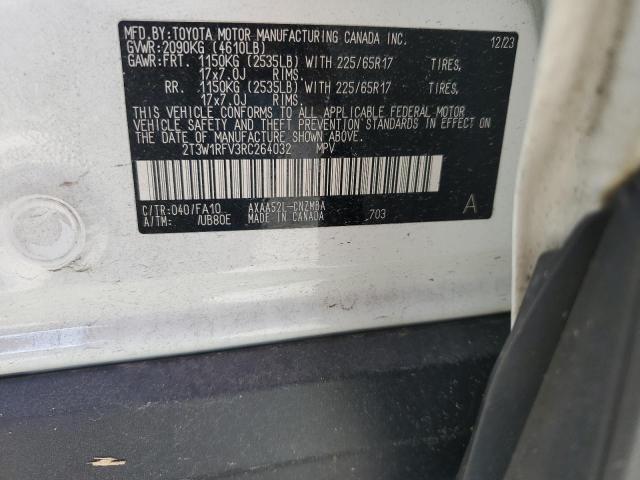 MFD.BY:TOYOTA MOTOR MANUFACTURING CANADA INC. 12/23
GVWR:2090KG (4610LB)
GAWR:FRT. 1150KG (2535LB) WITH 225/65R17 TIRES,
17x7.0J RIMS.
RR. 1150KG (2535LB) WITH 225/65R17 TIRES,
17x7.0J RIMS.
THIS VEHICLE CONFORMS TO ALL APPLICABLE FEDERAL MOTOR
VEHICLE SAFETY AND THEFT PREVENTION STANDARDS IN EFFECT ON
THE DATE OF MANUFACTURE SHOWN ABOVE.
2T3W1RFV3RC264032 MPV
C/TR:040/FA10 AXAA52L-CNZMBA
A/TM: /UB80E MADE IN CANADA 703 A